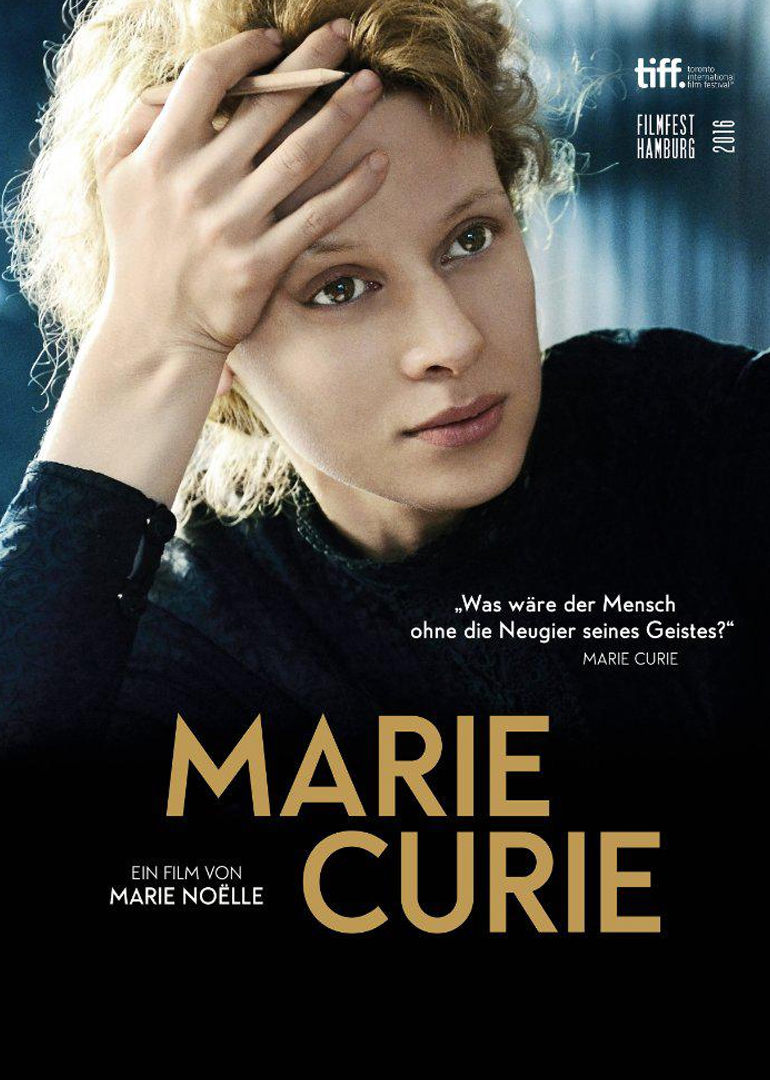 tiff.
toronto
international
film festival
FILMFEST
HAMBURG
2016
„Was wäre der Mensch
ohne die Neugier seines Geistes?“
MARIE CURIE
MARIE
CURIE
EIN FILM VON
MARIE NOËLLE